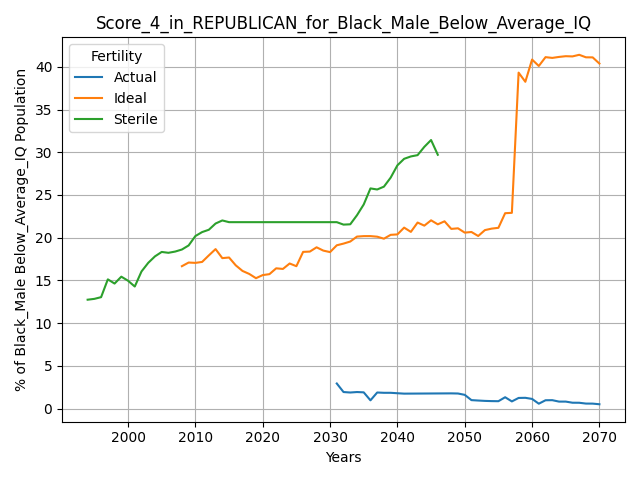 Score_4_in_REPUBLICAN_for_Black_Male_Below_Average_IQ
Fertility
Actual
Ideal
Sterile
% of Black_Male Below_Average_IQ Population
40
35
30
25
20
15
10
5
0
2000 2010 2020 2030 2040 2050 2060 2070
Years